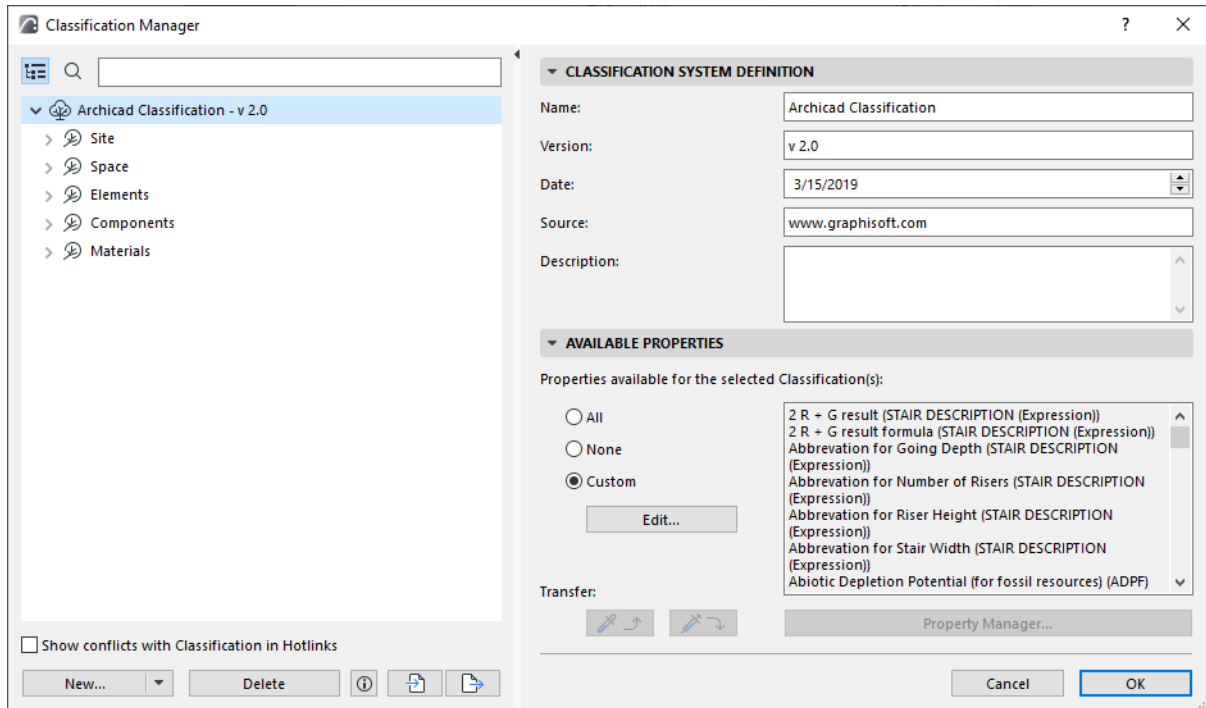 Classification Manager
?
Archicad Classification - v 2.0
Site
Space
Elements
Components
Materials
Show conflicts with Classification in Hotlinks
New...
Delete
CLASSIFICATION SYSTEM DEFINITION
Name:
Archicad Classification
Version:
v 2.0
Date:
3/15/2019
Source:
www.graphisoft.com
Description:
AVAILABLE PROPERTIES
Properties available for the selected Classification(s):
All
None
Custom
Edit...
2 R + G result (STAIR DESCRIPTION (Expression))
2 R + G result formula (STAIR DESCRIPTION (Expression))
Abbrevation for Going Depth (STAIR DESCRIPTION
(Expression))
Abbrevation for Number of Risers (STAIR DESCRIPTION
(Expression))
Abbrevation for Riser Height (STAIR DESCRIPTION
(Expression))
Abbrevation for Stair Width (STAIR DESCRIPTION
(Expression))
Abiotic Depletion Potential (for fossil resources) (ADPF)
Transfer:
Property Manager...
Cancel
OK